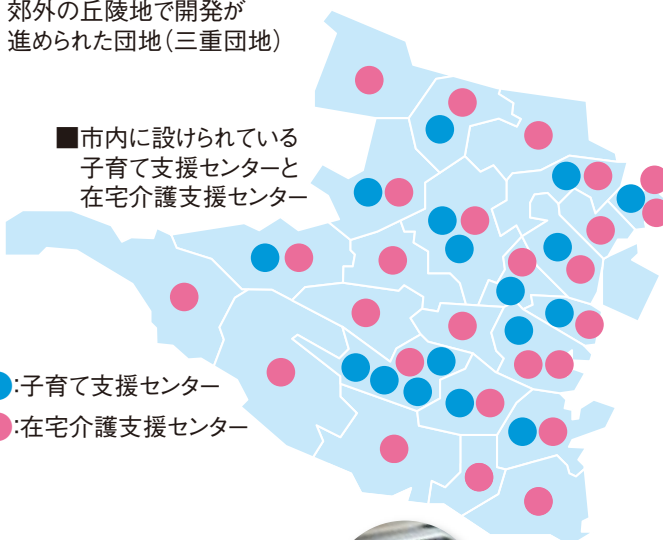 郊外の丘陵地で開発が
進められた団地(三重団地)
■市内に設けられている
子育て支援センターと
在宅介護支援センター
:子育て支援センター
:在宅介護支援センター